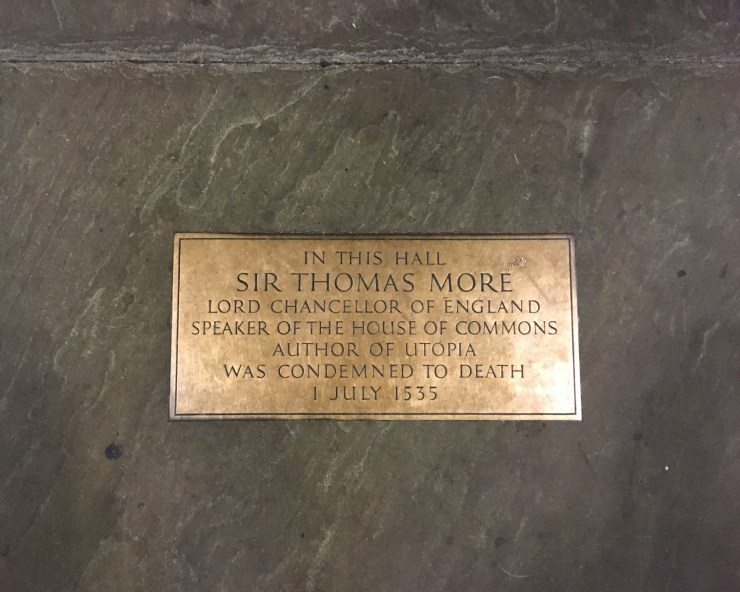 IN THIS HALL
SIR THOMAS MORE
LORD CHANCELLOR OF ENGLAND
SPEAKER OF THE HOUSE OF COMMONS
AUTHOR OF UTOPIA
WAS CONDEMNED TO DEATH
1 JULY 1535